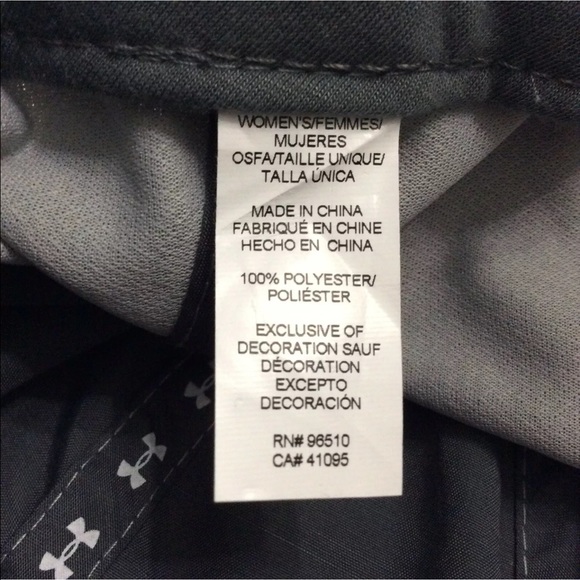 WOMEN'S/FEMMES/
MUJERES
OSFA/TAILLE UNIQUE/
TALLA ÚNICA
MADE IN CHINA
FABRIQUÉ EN CHINE
HECHO EN CHINA
100% POLYESTER/
POLIÉSTER
EXCLUSIVE OF
DECORATION SAUF
DÉCORATION
EXCEPTO
DECORACIÓN
RN# 96510
CA# 41095